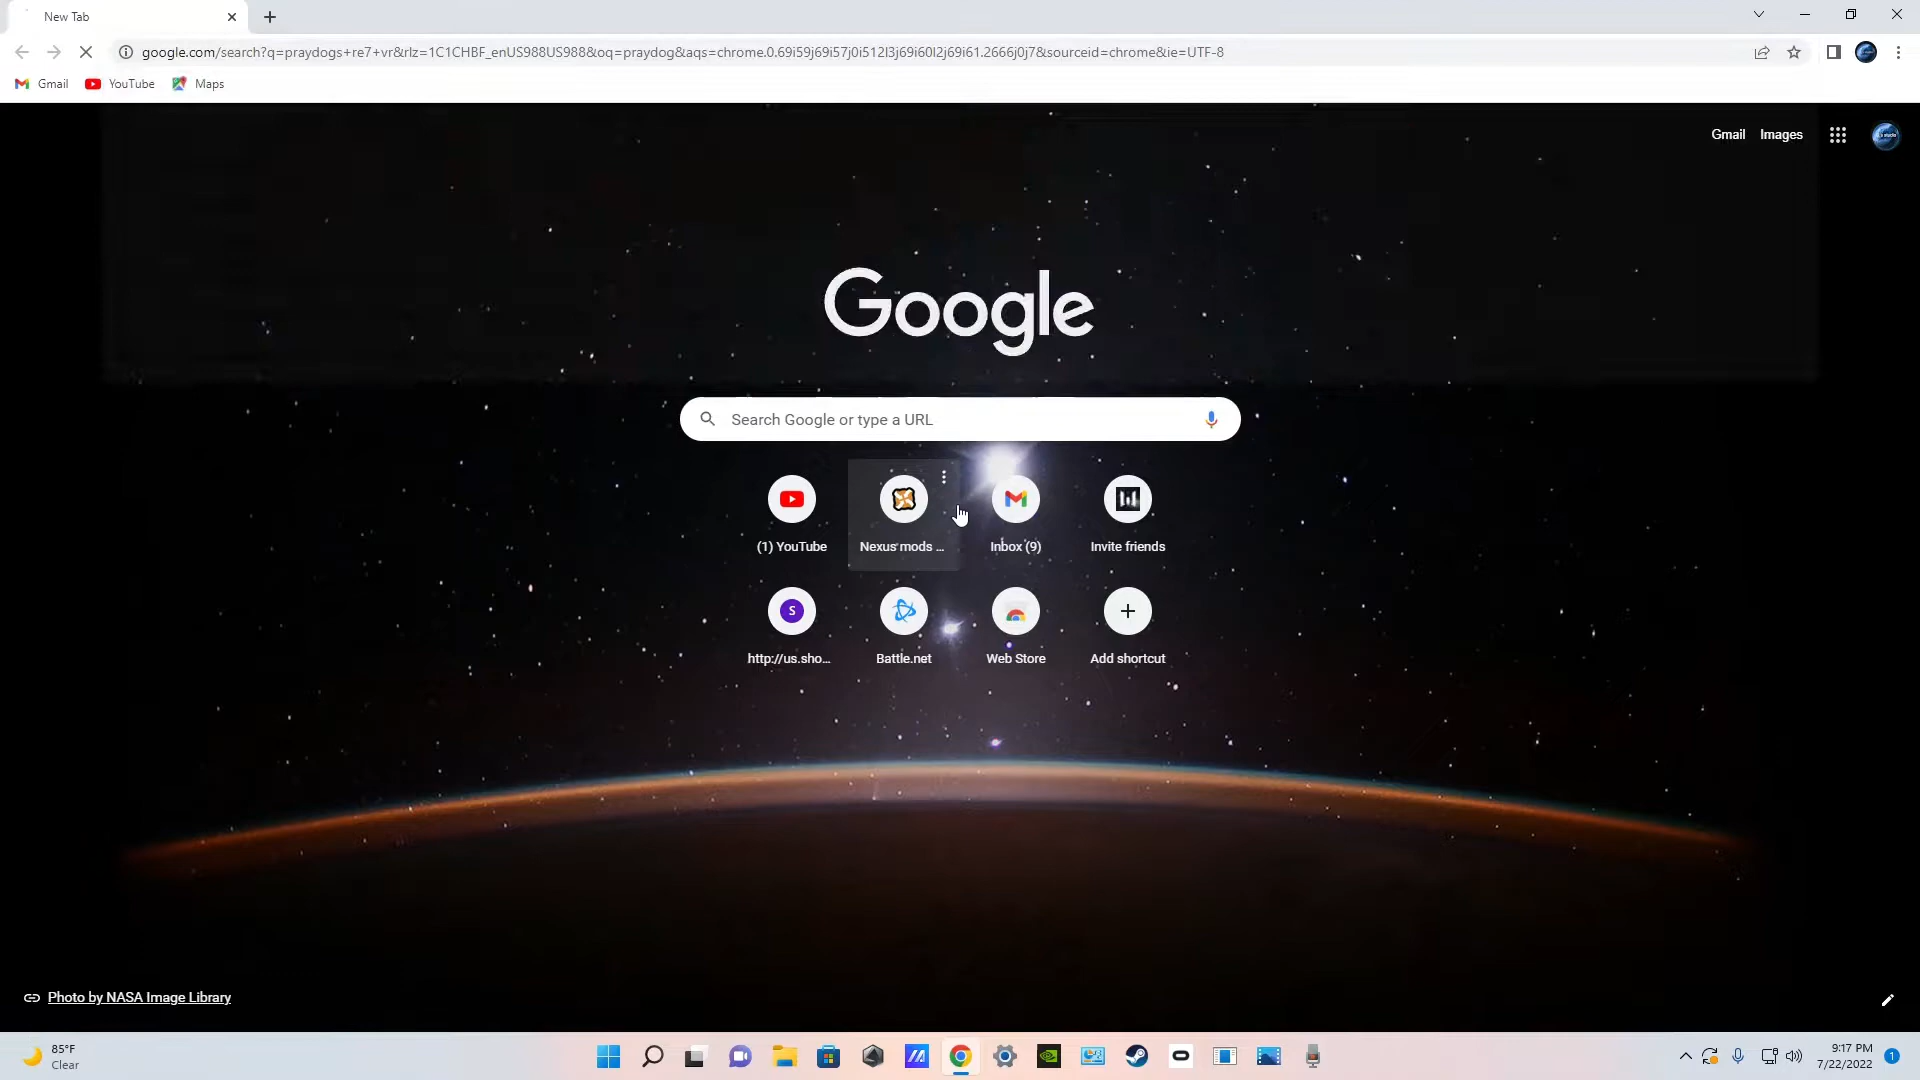 New Tab
google.com/search?q=praydogs+re7+vr&rlz=1C1CHBF_enUS988US988&oq=praydog&aqs=chrome.0.69i59j69i57j0i512l3j69i60l2j69i61.2666j0j7&sourceid=chrome&ie=UTF-8
Gmail YouTube Maps
Gmail Images
Google
Search Google or type a URL
(1) YouTube Nexus mods ... Inbox (9) Invite friends
S
http://us.sho... Battle.net Web Store Add shortcut
Photo by NASA Image Library
85°F
Clear
9:17 PM
7/22/2022
1